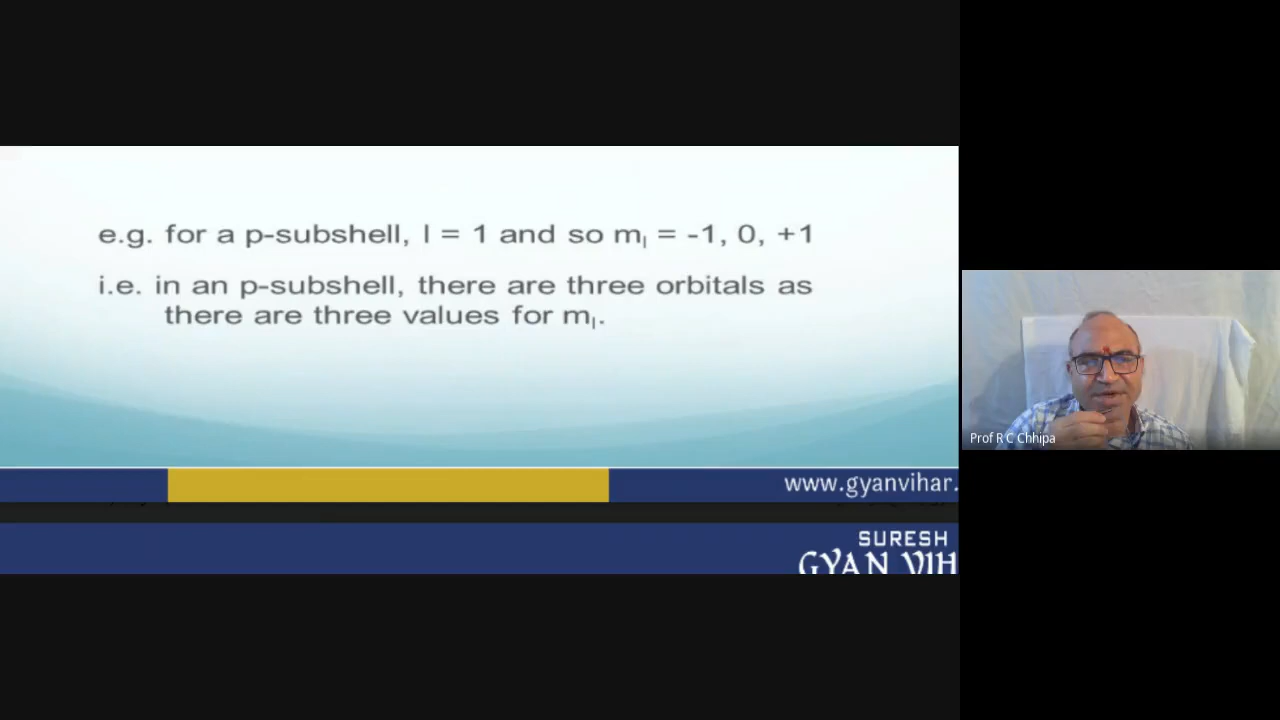 e.g. for a p-subshell, l = 1 and so mₗ = -1, 0, +1
i.e. in an p-subshell, there are three orbitals as
there are three values for mₗ.
www.gyanvihar.
SURESH
GYAN VIH
Prof R C Chhipa